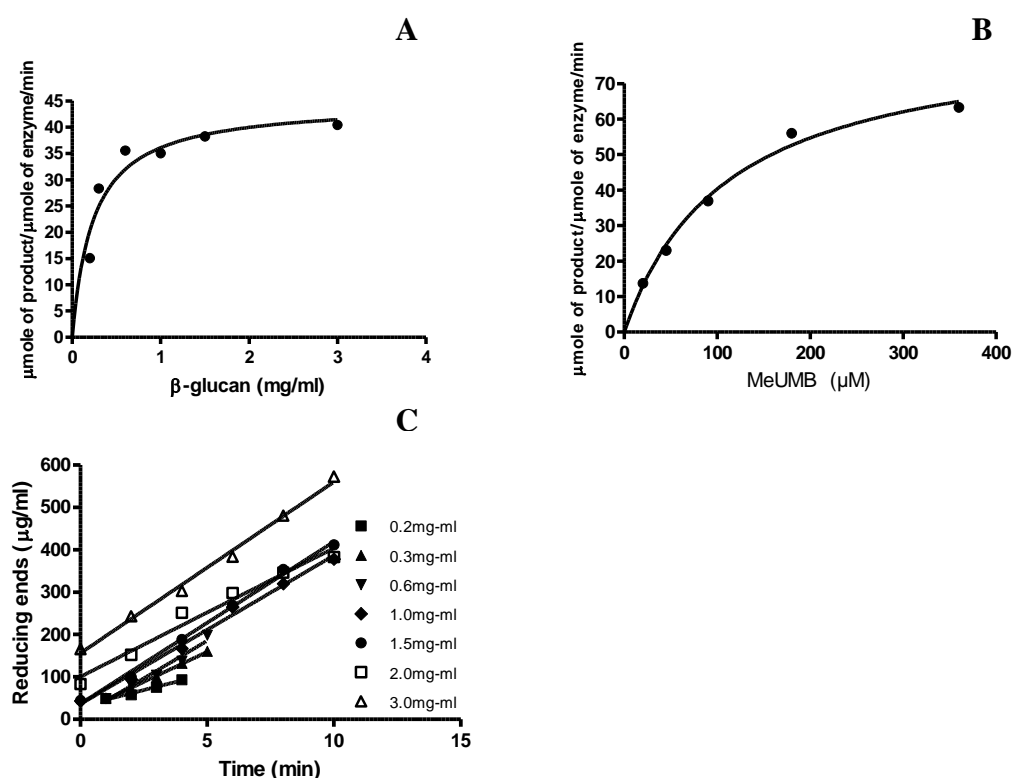 A
µmole of product/µmole of enzyme/min
45
40
35
30
25
20
15
10
5
0
0
1
2
3
4
β-glucan (mg/ml)
B
µmole of product/µmole of enzyme/min
70
60
50
40
30
20
10
0
0
100
200
300
400
MeUMB (µM)
C
Reducing ends (µg/ml)
600
500
400
300
200
100
0
0
5
10
15
Time (min)
0.2mg-ml
0.3mg-ml
0.6mg-ml
1.0mg-ml
1.5mg-ml
2.0mg-ml
3.0mg-ml